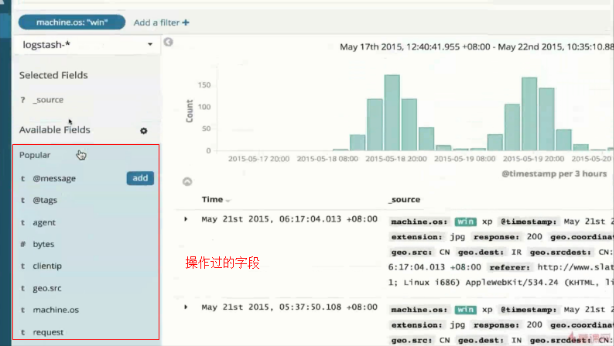 machine.os: "win" Add a filter +
logstash-*
May 17th 2015, 12:40:41.955 +08:00 - May 22nd 2015, 10:35:10.88
Selected Fields
? _source
Available Fields
Popular
t @message add
t @tags
t agent
# bytes
t clientip
t geo.src
t machine.os
t request
Count
150
100
50
0
2015-05-17 20:00 2015-05-18 08:00 2015-05-18 20:00 2015-05-19 08:00 2015-05-19 20:00 2015-05-20
@timestamp per 3 hours
Time _source
May 21st 2015, 06:17:04.013 +08:00
machine.os: win xp @timestamp: May 21st
extension: jpg response: 200 geo.coordina
geo.src: CN geo.dest: IR geo.srcdest: CN:
6:17:04.013 +08:00 referer: http://www.slat
1; Linux i686) AppleWebKit/534.24 (KHTML, li
操作过的字段
May 21st 2015, 05:37:50.108 +08:00
machine.os: win xp @timestamp: May 21st
extension: jpg response: 200 geo.coordinat
geo.src: CN geo.dest: CN geo.srcdest: